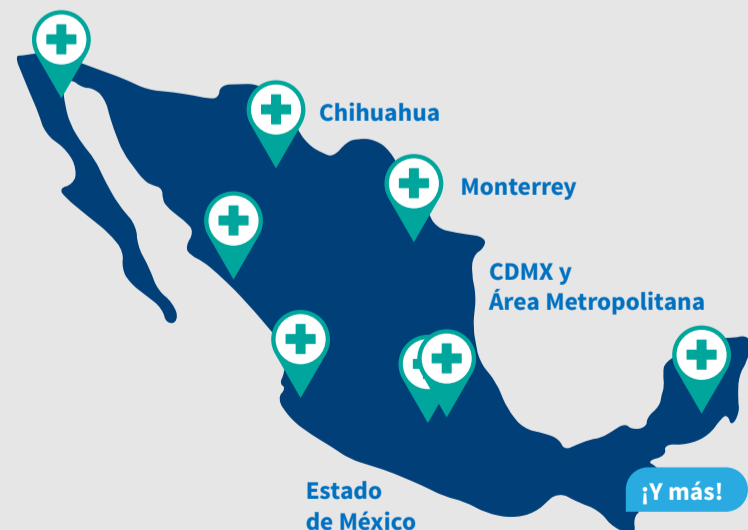 Chihuahua
Monterrey
CDMX y
Área Metropolitana
¡Y más!
Estado
de México